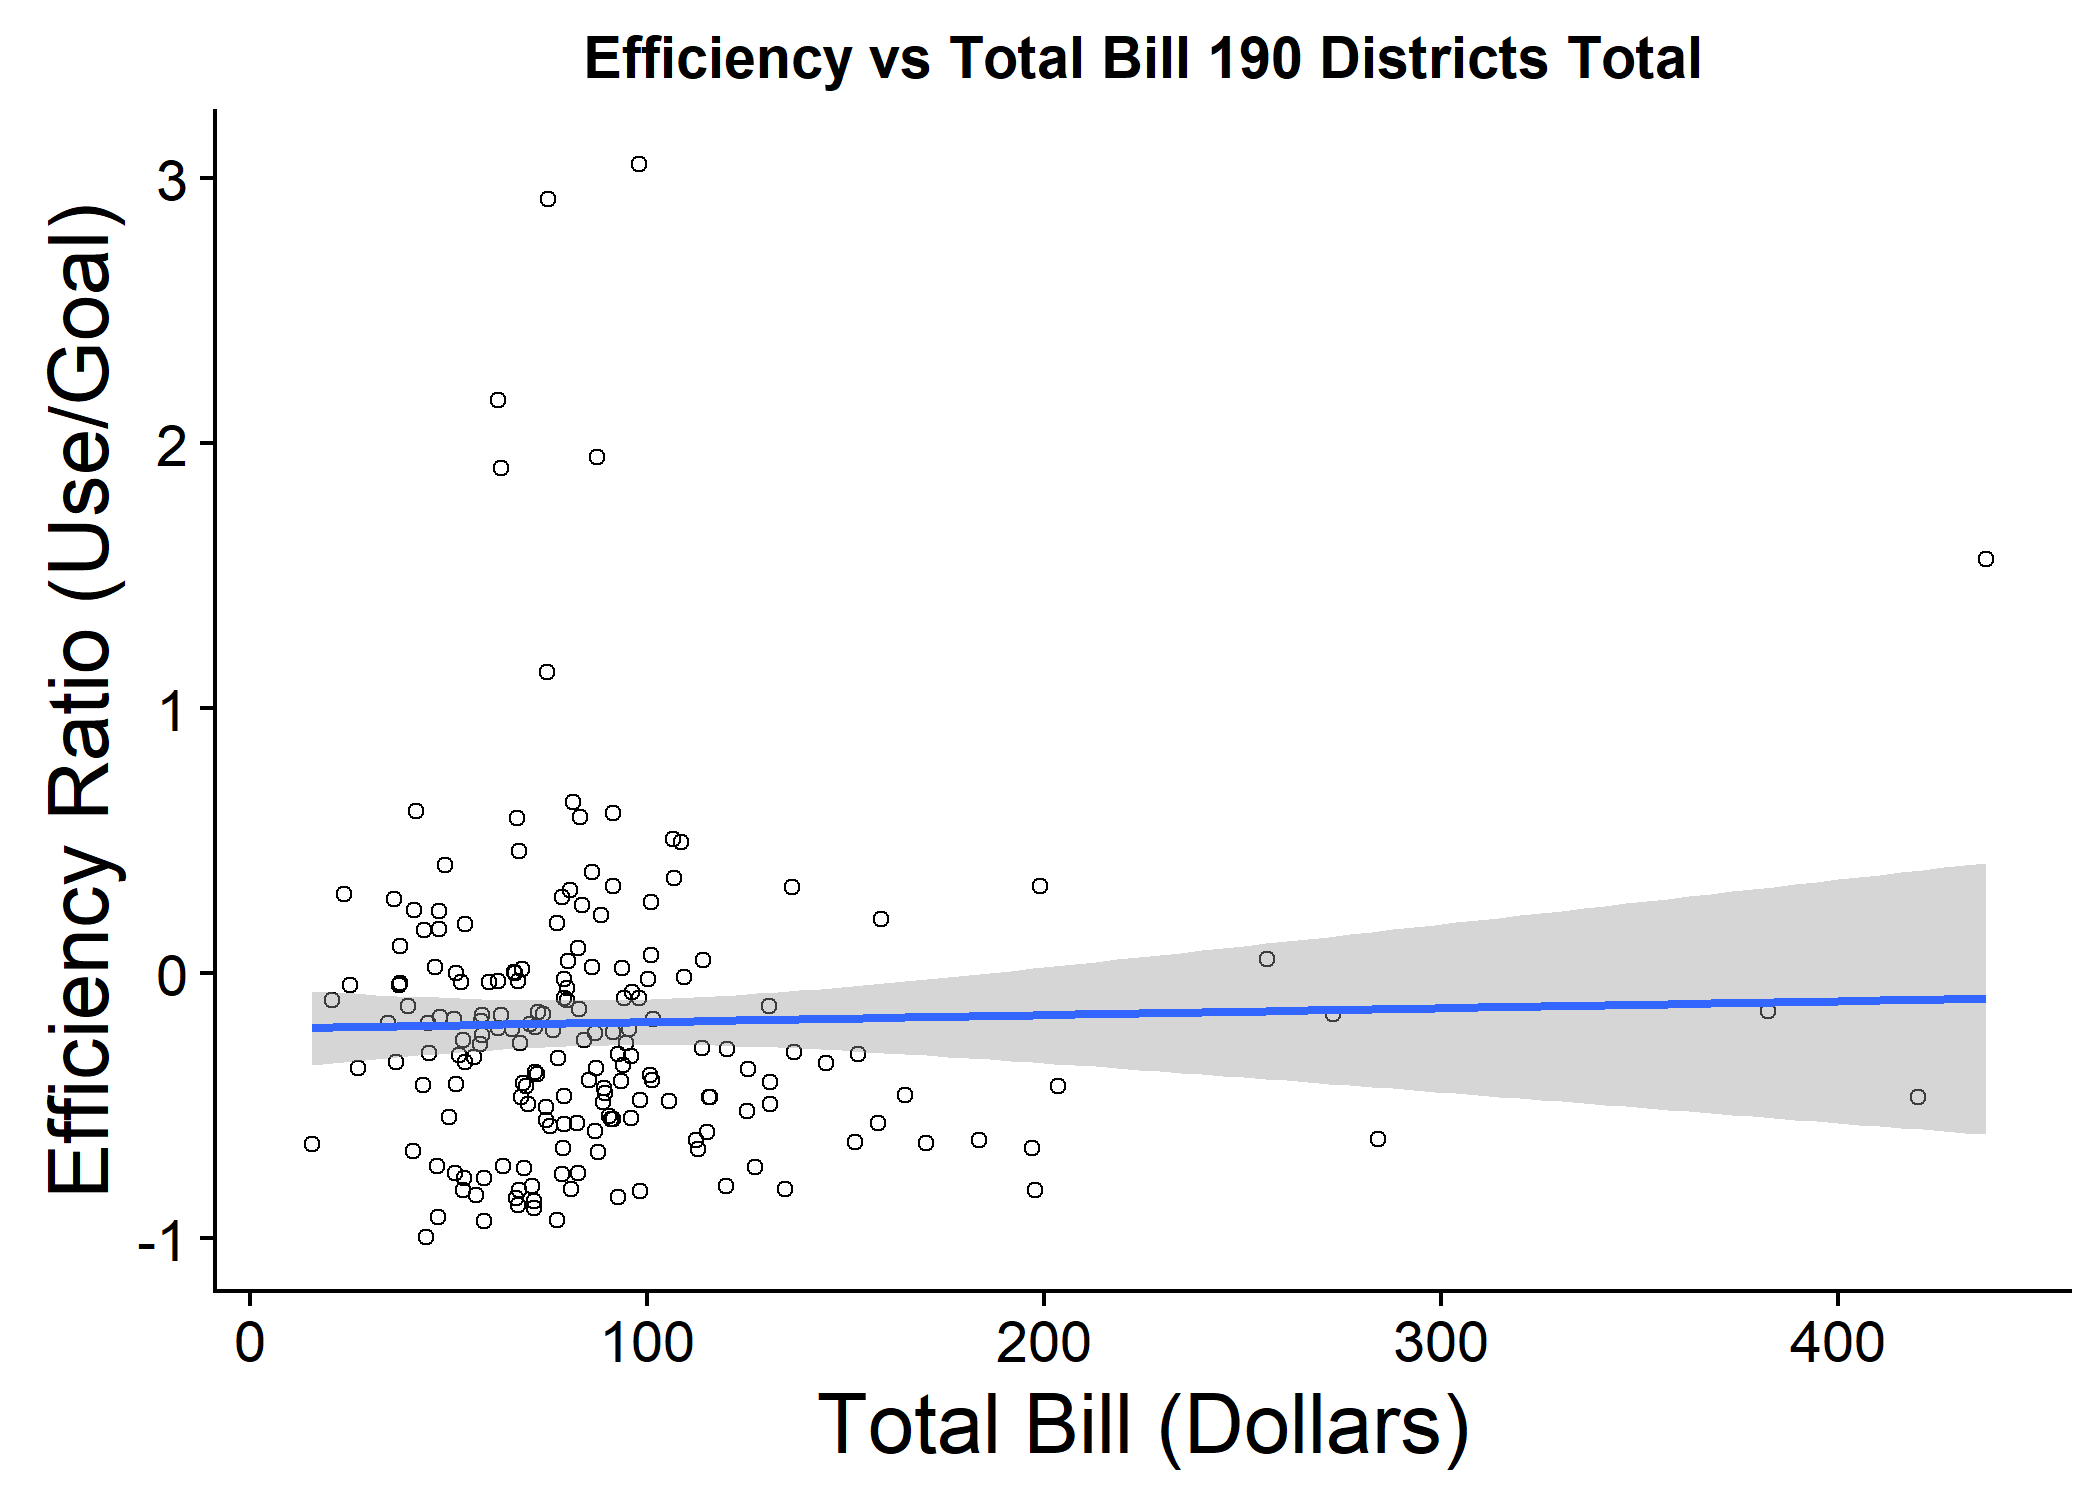 Efficiency vs Total Bill 190 Districts Total
Efficiency Ratio (Use/Goal)
3
2
1
0
-1
0 100 200 300 400
Total Bill (Dollars)